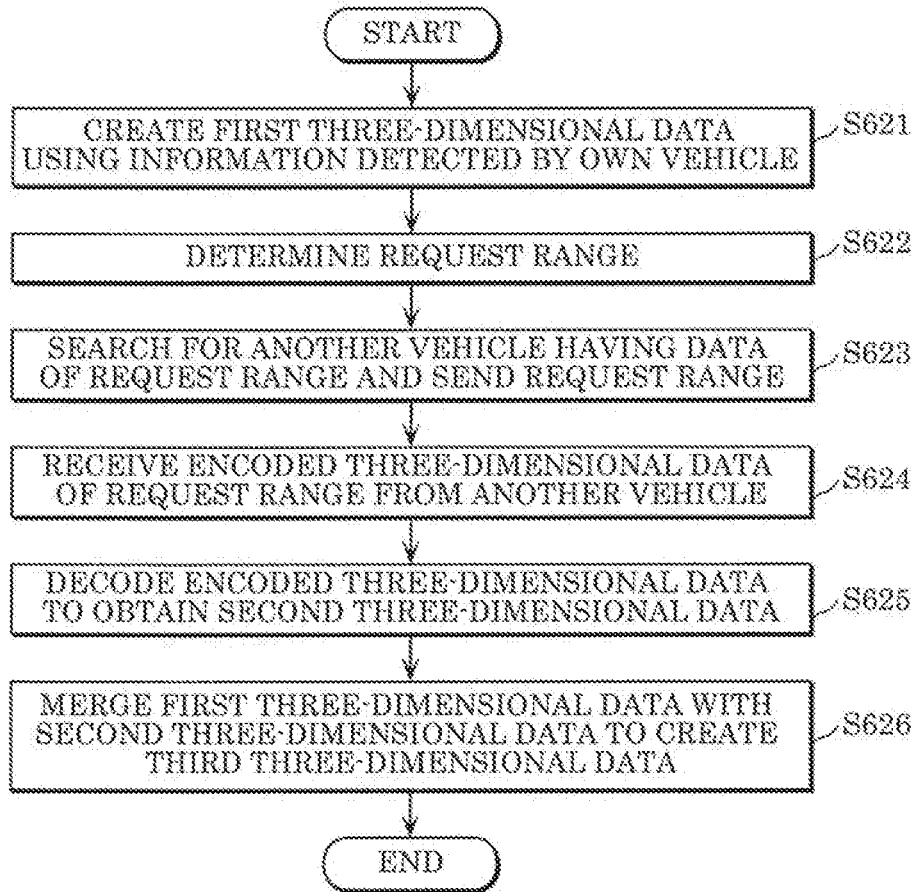 START
CREATE FIRST THREE-DIMENSIONAL DATA
USING INFORMATION DETECTED BY OWN VEHICLE
S621
DETERMINE REQUEST RANGE
S622
SEARCH FOR ANOTHER VEHICLE HAVING DATA
OF REQUEST RANGE AND SEND REQUEST RANGE
S623
RECEIVE ENCODED THREE-DIMENSIONAL DATA
OF REQUEST RANGE FROM ANOTHER VEHICLE
S624
DECODE ENCODED THREE-DIMENSIONAL DATA
TO OBTAIN SECOND THREE-DIMENSIONAL DATA
S625
MERGE FIRST THREE-DIMENSIONAL DATA WITH
SECOND THREE-DIMENSIONAL DATA TO CREATE
THIRD THREE-DIMENSIONAL DATA
S626
END